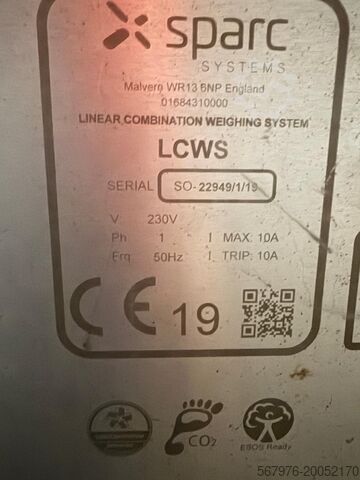 sparc
SYSTEMS
Malvern WR13 6NP England
01684310000
LINEAR COMBINATION WEIGHING SYSTEM
LCWS
SERIAL SO-22949/1/19
V 230V
Ph 1 I MAX: 10A
Frq 50Hz I TRIP: 10A
CE 19
CO2
EBOS Ready
567976-20052170